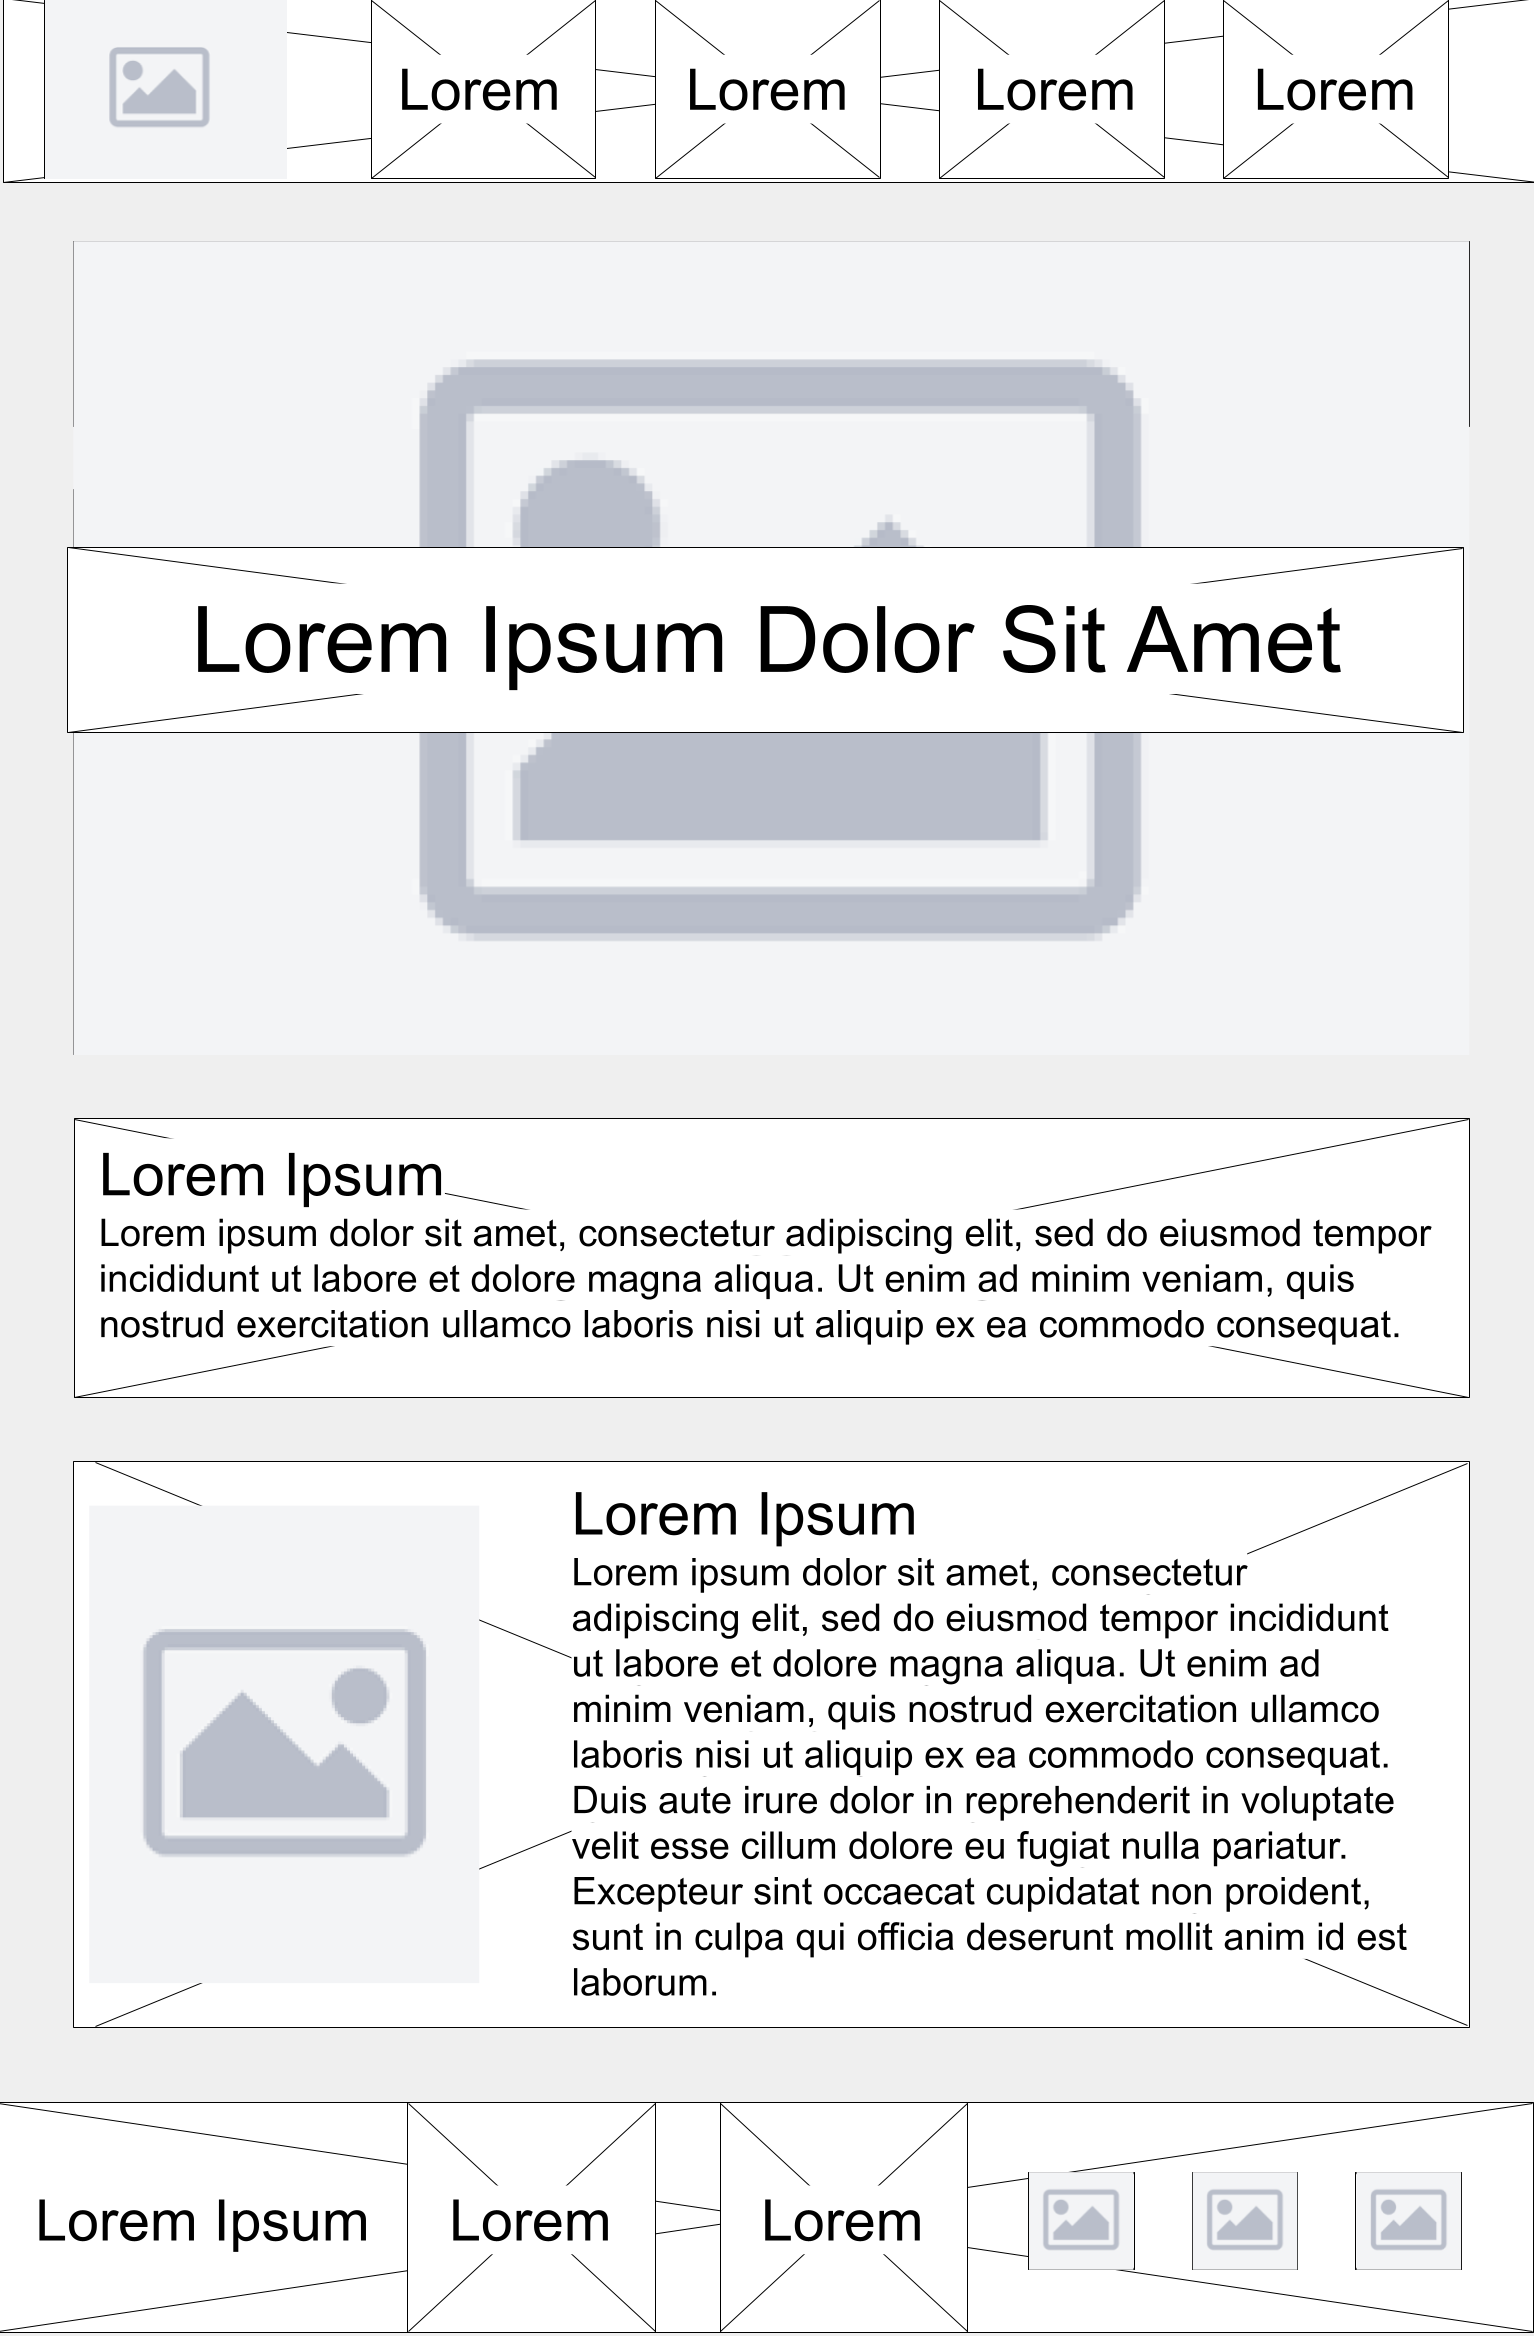 Lorem Lorem Lorem Lorem
Lorem Ipsum Dolor Sit Amet
Lorem Ipsum
Lorem ipsum dolor sit amet, consectetur adipiscing elit, sed do eiusmod tempor
incididunt ut labore et dolore magna aliqua. Ut enim ad minim veniam, quis
nostrud exercitation ullamco laboris nisi ut aliquip ex ea commodo consequat.
Lorem Ipsum
Lorem ipsum dolor sit amet, consectetur
adipiscing elit, sed do eiusmod tempor incididunt
ut labore et dolore magna aliqua. Ut enim ad
minim veniam, quis nostrud exercitation ullamco
laboris nisi ut aliquip ex ea commodo consequat.
Duis aute irure dolor in reprehenderit in voluptate
velit esse cillum dolore eu fugiat nulla pariatur.
Excepteur sint occaecat cupidatat non proident,
sunt in culpa qui officia deserunt mollit anim id est
laborum.
Lorem Ipsum Lorem Lorem